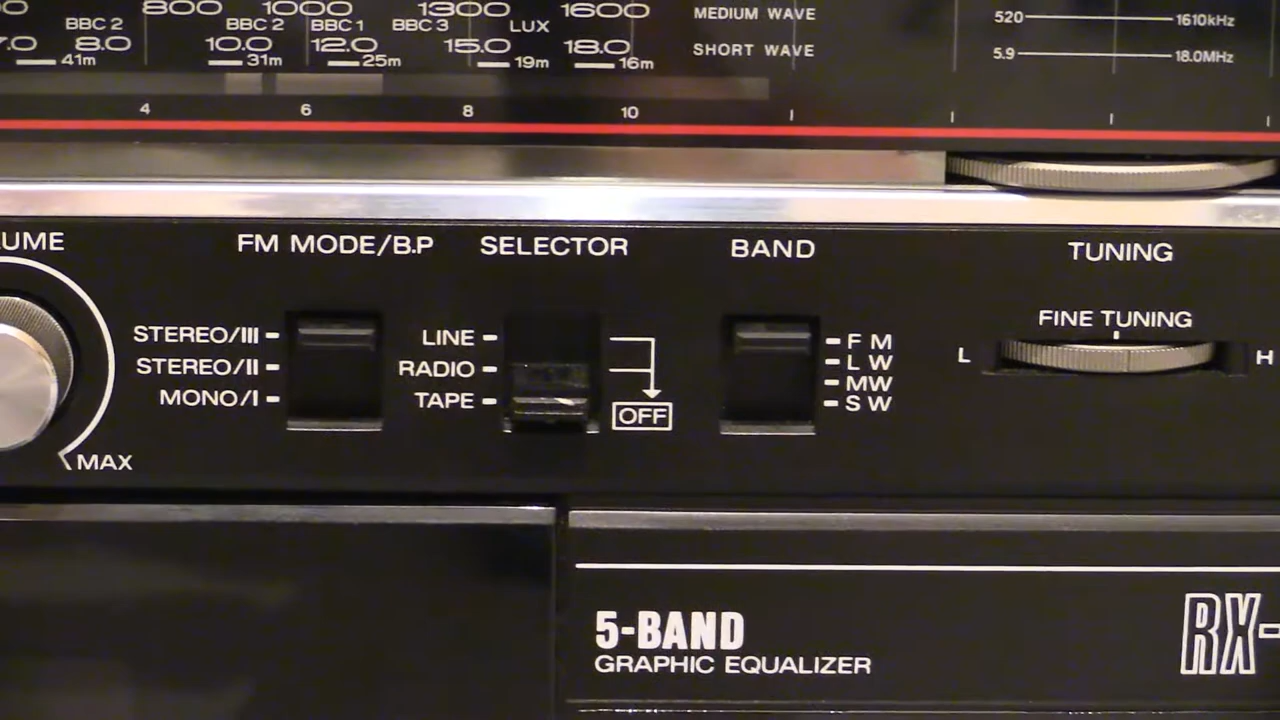 800 1000 1300 1600 MEDIUM WAVE 520 1610kHz
BBC 2 BBC 2 BBC 1 BBC 3 LUX
8.0 10.0 12.0 15.0 18.0 SHORT WAVE 5.9 18.0MHz
41m 31m 25m 19m 16m
4 6 8 10
UME FM MODE/B.P SELECTOR BAND TUNING
FINE TUNING
L H
STEREO/III LINE F M
STEREO/II RADIO L W
MONO/I TAPE MW
OFF S W
MAX
5-BAND
GRAPHIC EQUALIZER
RX-